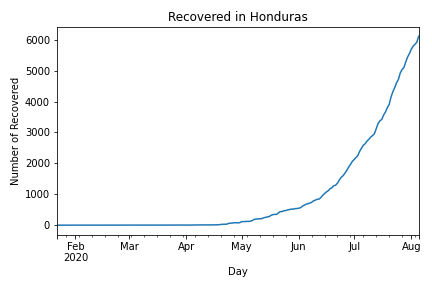 Recovered in Honduras
Number of Recovered
6000
5000
4000
3000
2000
1000
0
Feb Mar Apr May Jun Jul Aug
2020
Day